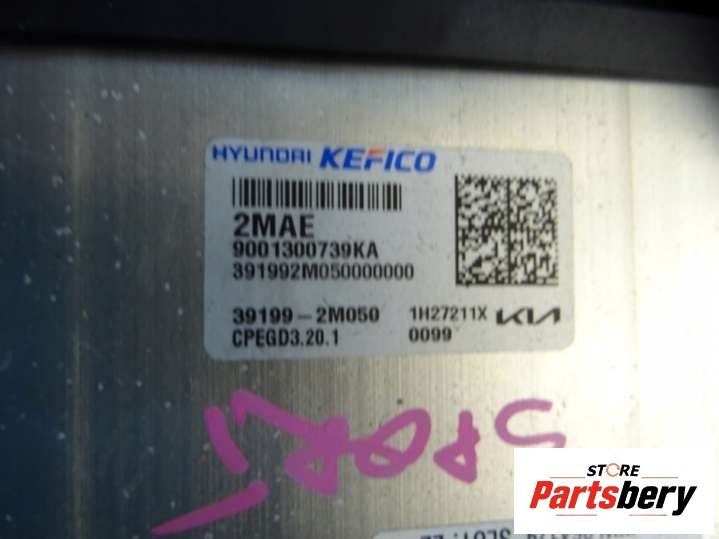 HYUNDAI KEFICO
2MAE
9001300739KA
391992M050000000
39199-2M050 1H27211X KIA
CPEGD3.20.1 0099
STORE
Partsbery